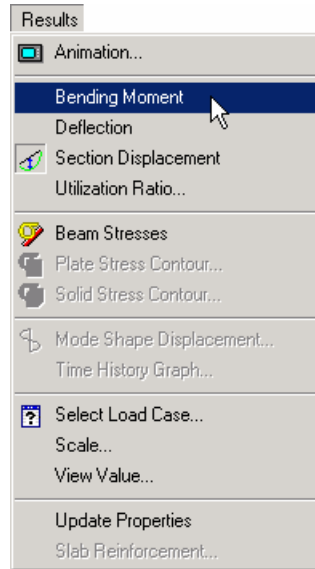 Results
Animation...
Bending Moment
Deflection
Section Displacement
Utilization Ratio...
Beam Stresses
Plate Stress Contour...
Solid Stress Contour...
Mode Shape Displacement...
Time History Graph...
Select Load Case...
Scale...
View Value...
Update Properties
Slab Reinforcement...